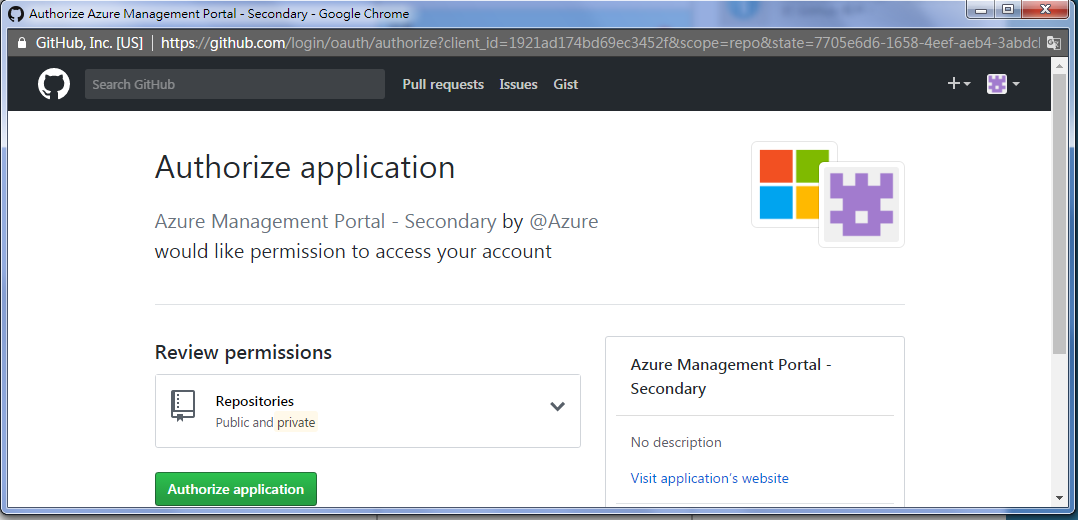 Authorize Azure Management Portal - Secondary - Google Chrome
GitHub, Inc. [US] | https://github.com/login/oauth/authorize?client_id=1921ad174bd69ec3452f&scope=repo&state=7705e6d6-1658-4eef-aeb4-3abdcl
Search GitHub Pull requests Issues Gist
Authorize application
Azure Management Portal - Secondary by @Azure
would like permission to access your account
Review permissions
Repositories
Public and private
Authorize application
Azure Management Portal -
Secondary
No description
Visit application's website